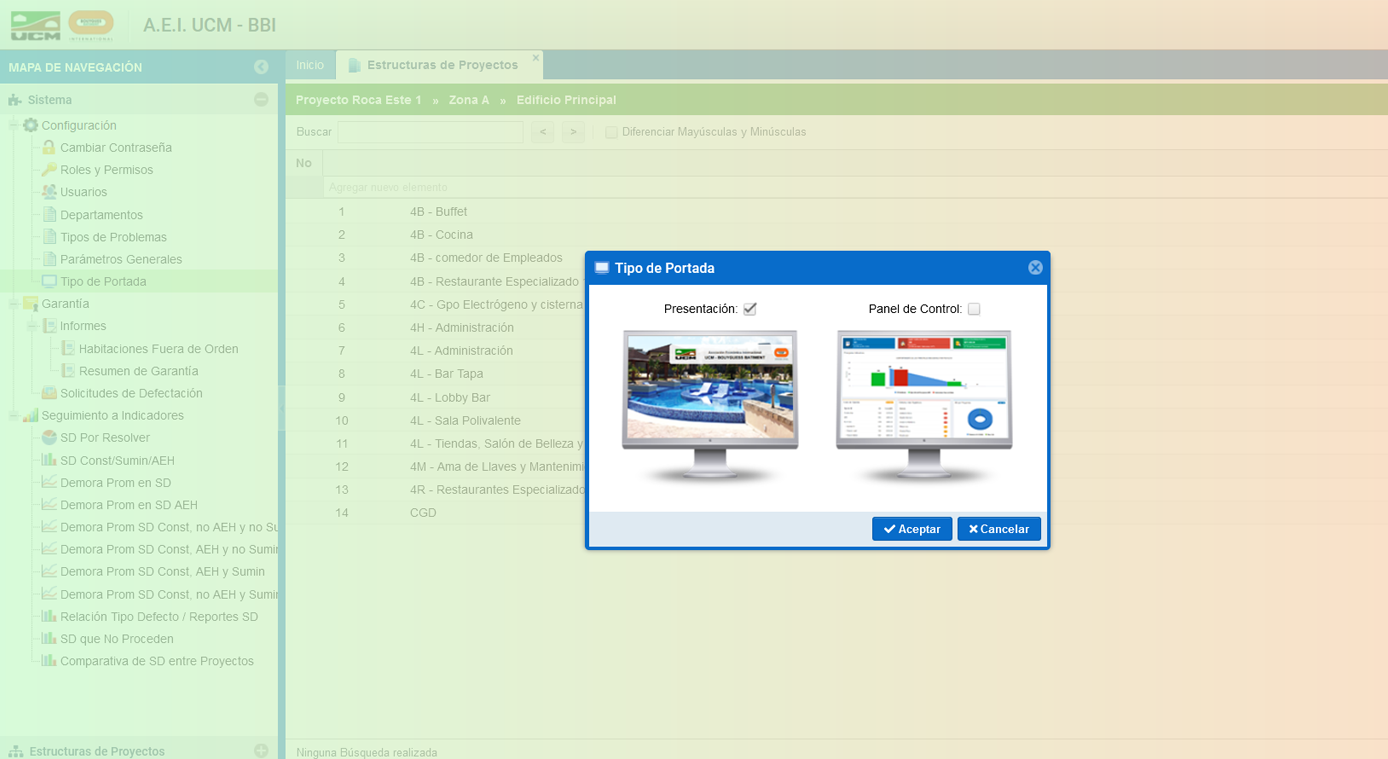 UCM
A.E.I. UCM - BBI
MAPA DE NAVEGACIÓN
Sistema
Configuración
Cambiar Contraseña
Roles y Permisos
Usuarios
Departamentos
Tipos de Problemas
Parámetros Generales
Tipo de Portada
Garantía
Informes
Habitaciones Fuera de Orden
Resumen de Garantía
Solicitudes de Defectación
Seguimiento a Indicadores
SD Por Resolver
SD Const/Sumin/AEH
Demora Prom en SD
Demora Prom en SD AEH
Demora Prom SD Const, no AEH y no Su
Demora Prom SD Const, AEH y no Sumin
Demora Prom SD Const, AEH y Sumin
Demora Prom SD Const, no AEH y Sumin
Relación Tipo Defecto / Reportes SD
SD que No Proceden
Comparativa de SD entre Proyectos
Estructuras de Proyectos
Inicio
Estructuras de Proyectos
Proyecto Roca Este 1 » Zona A » Edificio Principal
Buscar < > Diferenciar Mayúsculas y Minúsculas
No
Agregar nuevo elemento
1 4B - Buffet
2 4B - Cocina
3 4B - comedor de Empleados
4 4B - Restaurante Especializado
5 4C - Gpo Electrógeno y cisterna
6 4H - Administración
7 4L - Administración
8 4L - Bar Tapa
9 4L - Lobby Bar
10 4L - Sala Polivalente
11 4L - Tiendas, Salón de Belleza y
12 4M - Ama de Llaves y Mantenimi
13 4R - Restaurantes Especializado
14 CGD
Ninguna Búsqueda realizada
Tipo de Portada
Presentación:
Panel de Control:
UCM
UCM - BOUYGUES BATIMENT
Aceptar
Cancelar